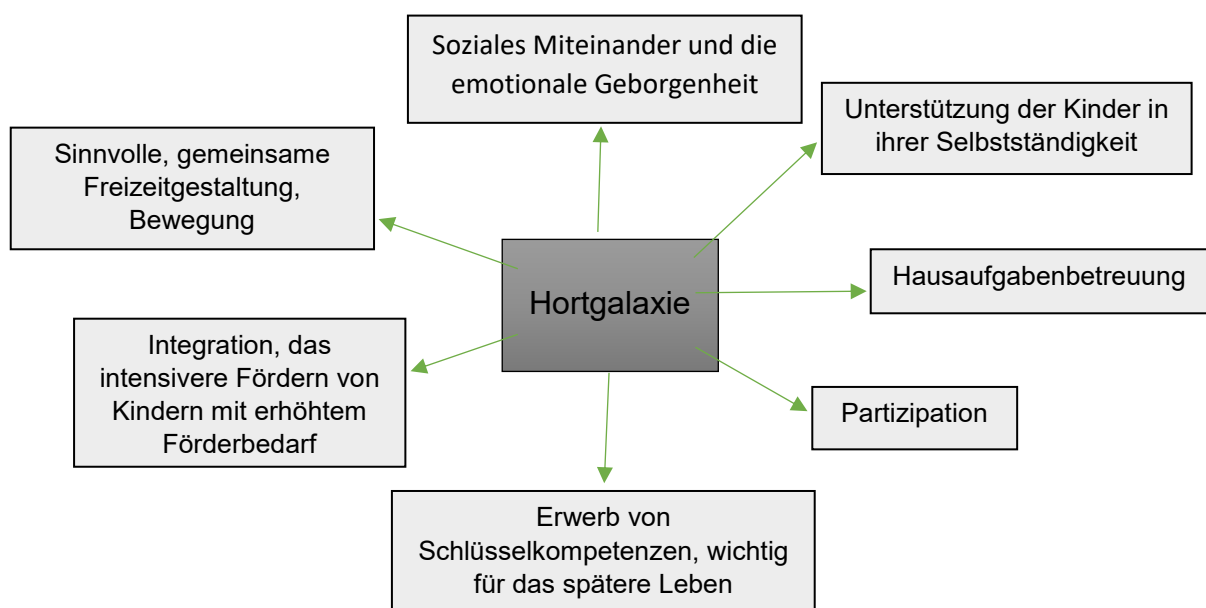 Soziales Miteinander und die
emotionale Geborgenheit
Unterstützung der Kinder in
ihrer Selbstständigkeit
Sinnvolle, gemeinsame
Freizeitgestaltung,
Bewegung
Hortgalaxie
Hausaufgabenbetreuung
Integration, das
intensivere Fördern von
Kindern mit erhöhtem
Förderbedarf
Partizipation
Erwerb von
Schlüsselkompetenzen, wichtig
für das spätere Leben